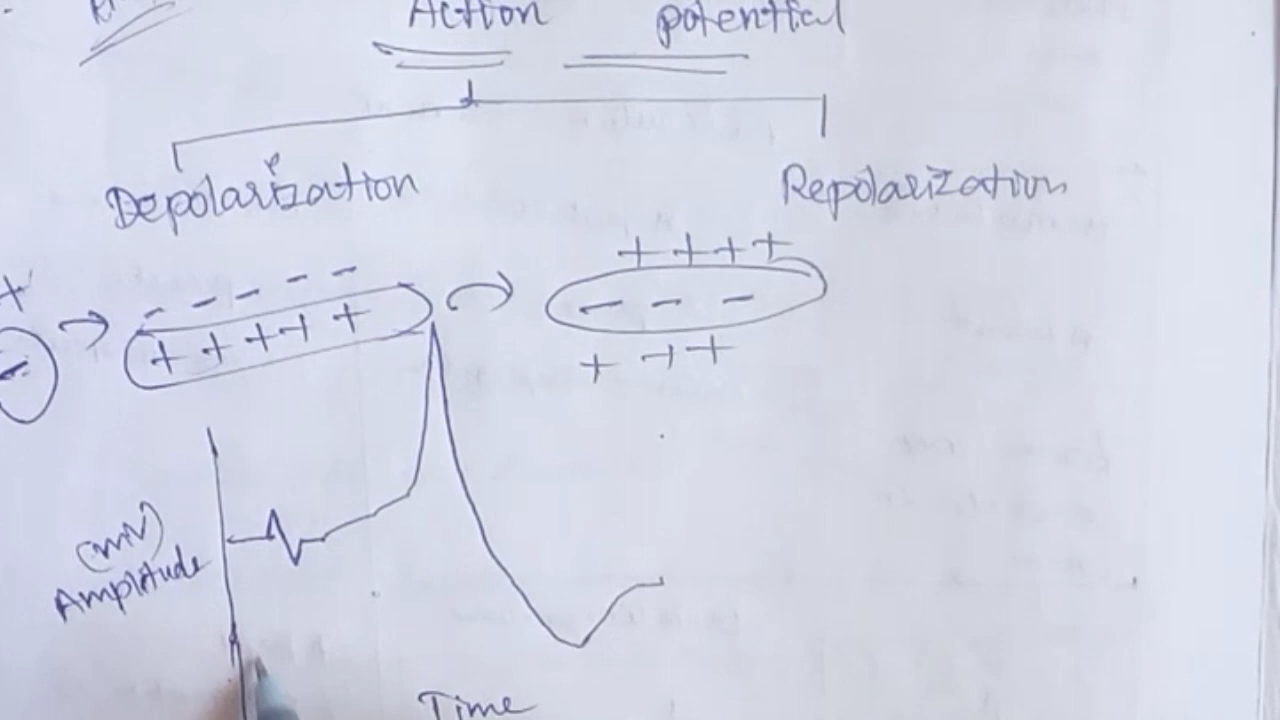 Action potential
Depolarization Repolarization
+ + + +
+ - - - - -
- + + + + + - - -
+ + +
(mv)
Amplitude
Time